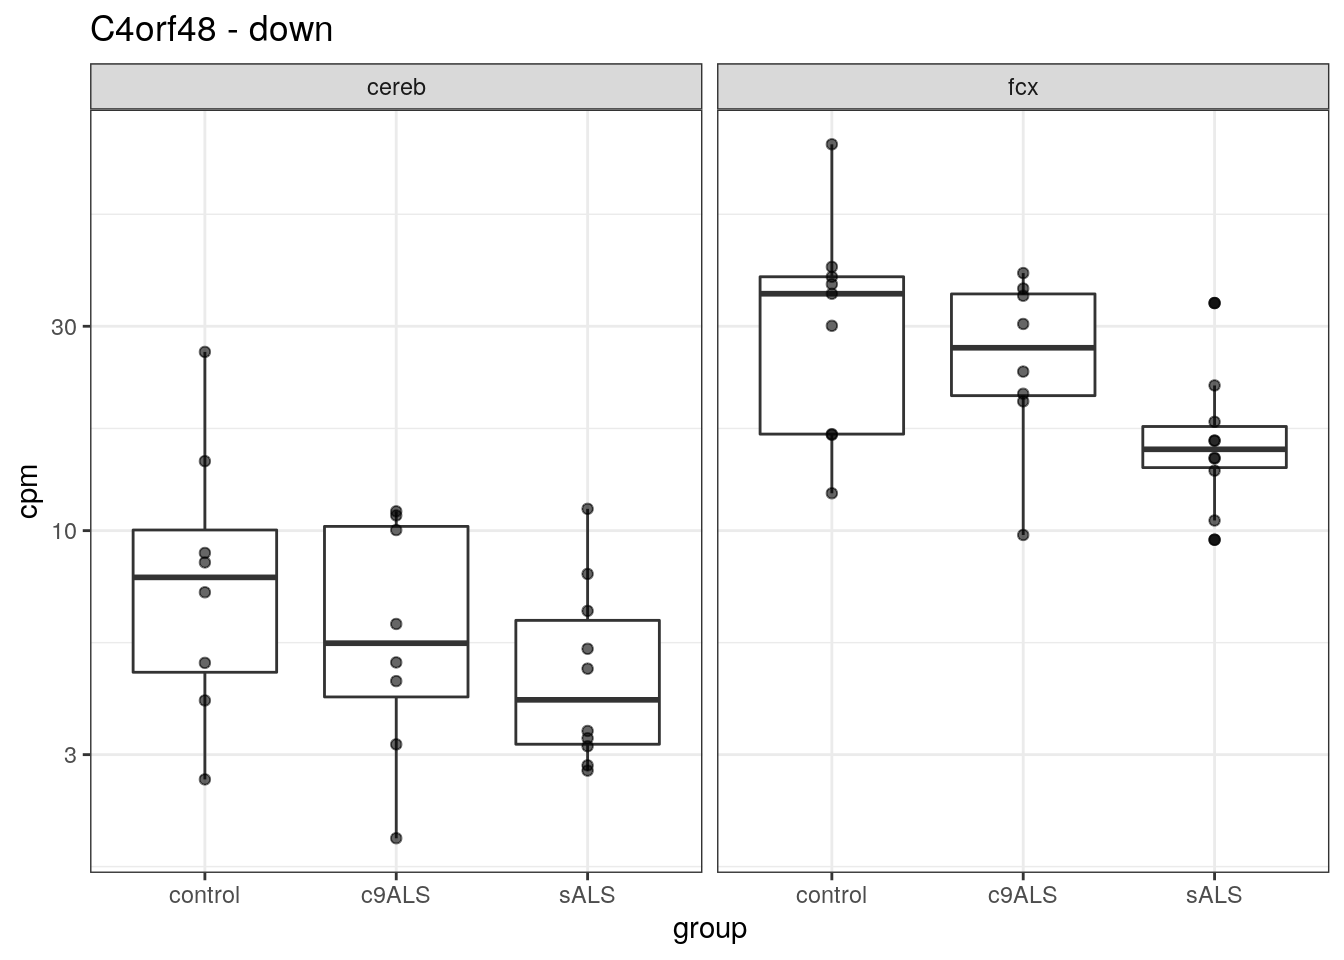 C4orf48 - down
cereb
fcx
30
10
3
cpm
control
c9ALS
sALS
control
c9ALS
sALS
group